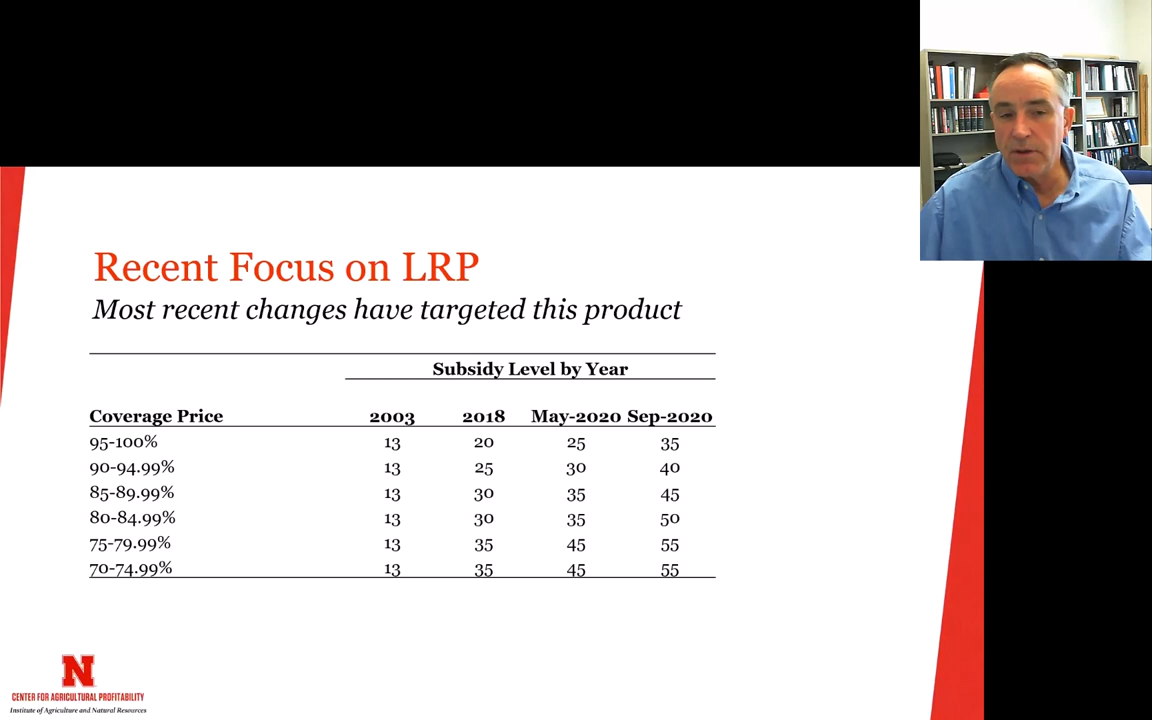 Recent Focus on LRP
Most recent changes have targeted this product
Subsidy Level by Year
Coverage Price 2003 2018 May-2020 Sep-2020
95-100% 13 20 25 35
90-94.99% 13 25 30 40
85-89.99% 13 30 35 45
80-84.99% 13 30 35 50
75-79.99% 13 35 45 55
70-74.99% 13 35 45 55
N
CENTER FOR AGRICULTURAL PROFITABILITY
Institute of Agriculture and Natural Resources